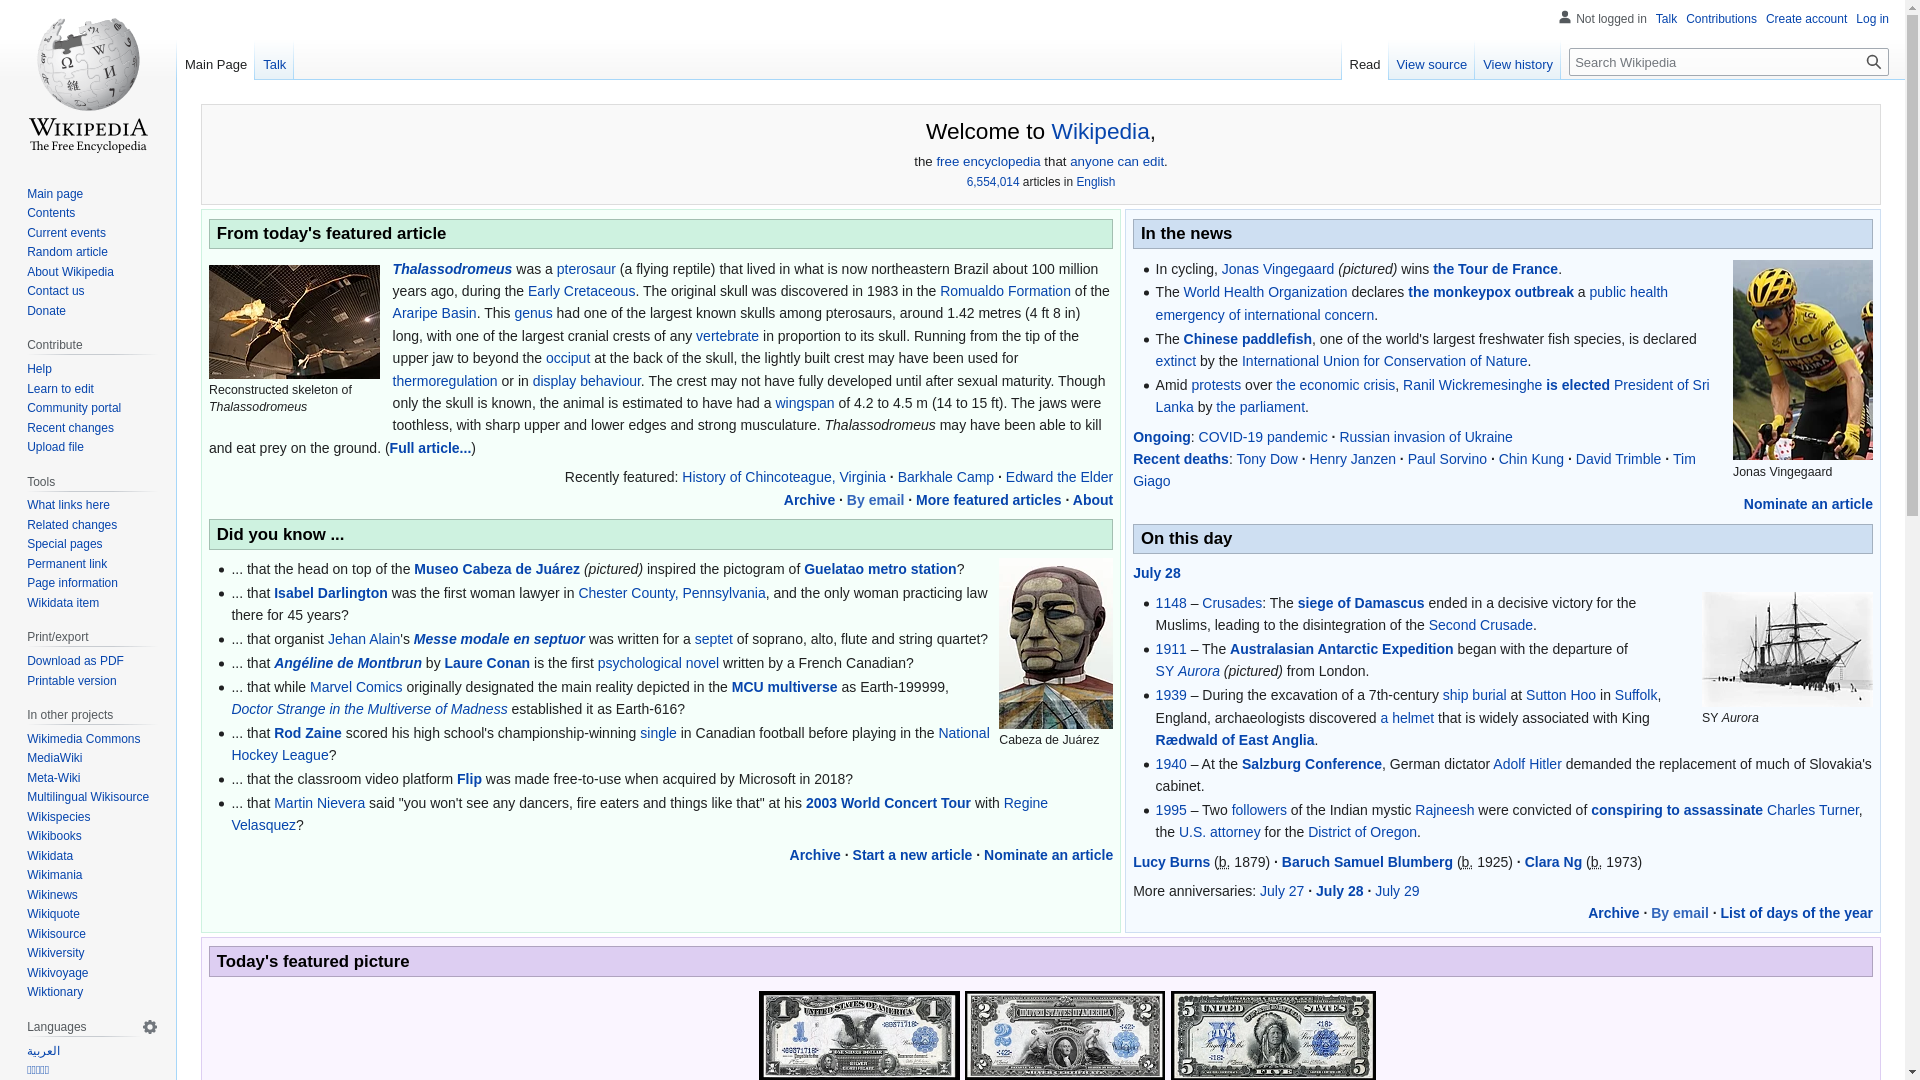 Not logged in Talk Contributions Create account Log in
Main Page Talk Read View source View history Search Wikipedia
WIKIPEDIA
The Free Encyclopedia
Main page
Contents
Current events
Random article
About Wikipedia
Contact us
Donate
Contribute
Help
Learn to edit
Community portal
Recent changes
Upload file
Tools
What links here
Related changes
Special pages
Permanent link
Page information
Wikidata item
Print/export
Download as PDF
Printable version
In other projects
Wikimedia Commons
MediaWiki
Meta-Wiki
Multilingual Wikisource
Wikispecies
Wikibooks
Wikidata
Wikimania
Wikinews
Wikiquote
Wikisource
Wikiversity
Wikivoyage
Wiktionary
Languages
العربية
Welcome to Wikipedia,
the free encyclopedia that anyone can edit.
6,554,014 articles in English
From today's featured article
Reconstructed skeleton of
Thalassodromeus
Thalassodromeus was a pterosaur (a flying reptile) that lived in what is now northeastern Brazil about 100 million
years ago, during the Early Cretaceous. The original skull was discovered in 1983 in the Romualdo Formation of the
Araripe Basin. This genus had one of the largest known skulls among pterosaurs, around 1.42 metres (4 ft 8 in)
long, with one of the largest cranial crests of any vertebrate in proportion to its skull. Running from the tip of the
upper jaw to beyond the occiput at the back of the skull, the lightly built crest may have been used for
thermoregulation or in display behaviour. The crest may not have fully developed until after sexual maturity. Though
only the skull is known, the animal is estimated to have had a wingspan of 4.2 to 4.5 m (14 to 15 ft). The jaws were
toothless, with sharp upper and lower edges and strong musculature. Thalassodromeus may have been able to kill
and eat prey on the ground. (Full article...)
Recently featured: History of Chincoteague, Virginia · Barkhale Camp · Edward the Elder
Archive · By email · More featured articles · About
Did you know ...
... that the head on top of the Museo Cabeza de Juárez (pictured) inspired the pictogram of Guelatao metro station?
... that Isabel Darlington was the first woman lawyer in Chester County, Pennsylvania, and the only woman practicing law
there for 45 years?
... that organist Jehan Alain's Messe modale en septuor was written for a septet of soprano, alto, flute and string quartet?
... that Angéline de Montbrun by Laure Conan is the first psychological novel written by a French Canadian?
... that while Marvel Comics originally designated the main reality depicted in the MCU multiverse as Earth-199999,
Doctor Strange in the Multiverse of Madness established it as Earth-616?
... that Rod Zaine scored his high school's championship-winning single in Canadian football before playing in the National
Hockey League?
... that the classroom video platform Flip was made free-to-use when acquired by Microsoft in 2018?
... that Martin Nievera said "you won't see any dancers, fire eaters and things like that" at his 2003 World Concert Tour with Regine
Velasquez?
Cabeza de Juárez
Archive · Start a new article · Nominate an article
In the news
In cycling, Jonas Vingegaard (pictured) wins the Tour de France.
The World Health Organization declares the monkeypox outbreak a public health
emergency of international concern.
The Chinese paddlefish, one of the world's largest freshwater fish species, is declared
extinct by the International Union for Conservation of Nature.
Amid protests over the economic crisis, Ranil Wickremesinghe is elected President of Sri
Lanka by the parliament.
LCL
Jonas Vingegaard
Ongoing: COVID-19 pandemic · Russian invasion of Ukraine
Recent deaths: Tony Dow · Henry Janzen · Paul Sorvino · Chin Kung · David Trimble · Tim
Giago
Nominate an article
On this day
July 28
1148 – Crusades: The siege of Damascus ended in a decisive victory for the
Muslims, leading to the disintegration of the Second Crusade.
1911 – The Australasian Antarctic Expedition began with the departure of
SY Aurora (pictured) from London.
1939 – During the excavation of a 7th-century ship burial at Sutton Hoo in Suffolk,
England, archaeologists discovered a helmet that is widely associated with King
Rædwald of East Anglia.
1940 – At the Salzburg Conference, German dictator Adolf Hitler demanded the replacement of much of Slovakia's
cabinet.
1995 – Two followers of the Indian mystic Rajneesh were convicted of conspiring to assassinate Charles Turner,
the U.S. attorney for the District of Oregon.
SY Aurora
Lucy Burns (b. 1879) · Baruch Samuel Blumberg (b. 1925) · Clara Ng (b. 1973)
More anniversaries: July 27 · July 28 · July 29
Archive · By email · List of days of the year
Today's featured picture
UNITED STATES OF AMERICA
UNITED STATES OF AMERICA
UNITED STATES